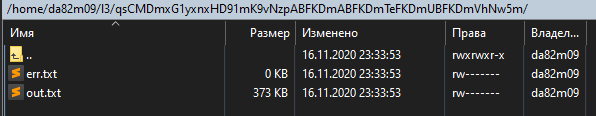 /home/da82m09/I3/qsCMDmxG1yxnxHD91mK9vNzpABFKDmABFKDmTeFKDmUBFKDmVhNw5m/
Имя Размер Изменено Права Владел...
.. 16.11.2020 23:33:53 rwxrwxr-x da82m09
err.txt 0 KB 16.11.2020 23:33:53 rw------- da82m09
out.txt 373 KB 16.11.2020 23:33:53 rw------- da82m09